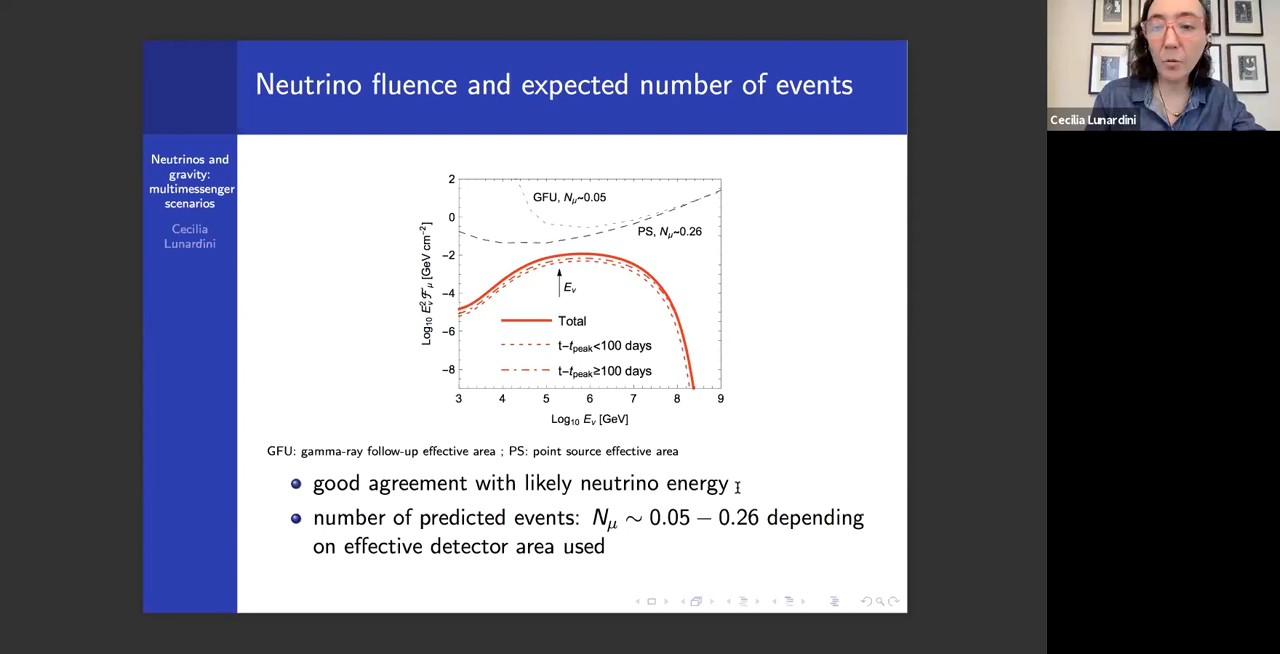 Neutrino fluence and expected number of events
Neutrinos and
gravity:
multimessenger
scenarios
Cecilia
Lunardini
Cecilia Lunardini
2
0
−2
−4
−6
−8
Log₁₀ Eᵥ²ℱ_μ [GeV cm⁻²]
GFU, N_μ~0.05
PS, N_μ~0.26
Eᵥ
Total
t−t_peak<100 days
t−t_peak≥100 days
3 4 5 6 7 8 9
Log₁₀ Eᵥ [GeV]
GFU: gamma-ray follow-up effective area ; PS: point source effective area
good agreement with likely neutrino energy
number of predicted events: N_μ ∼ 0.05 − 0.26 depending
on effective detector area used